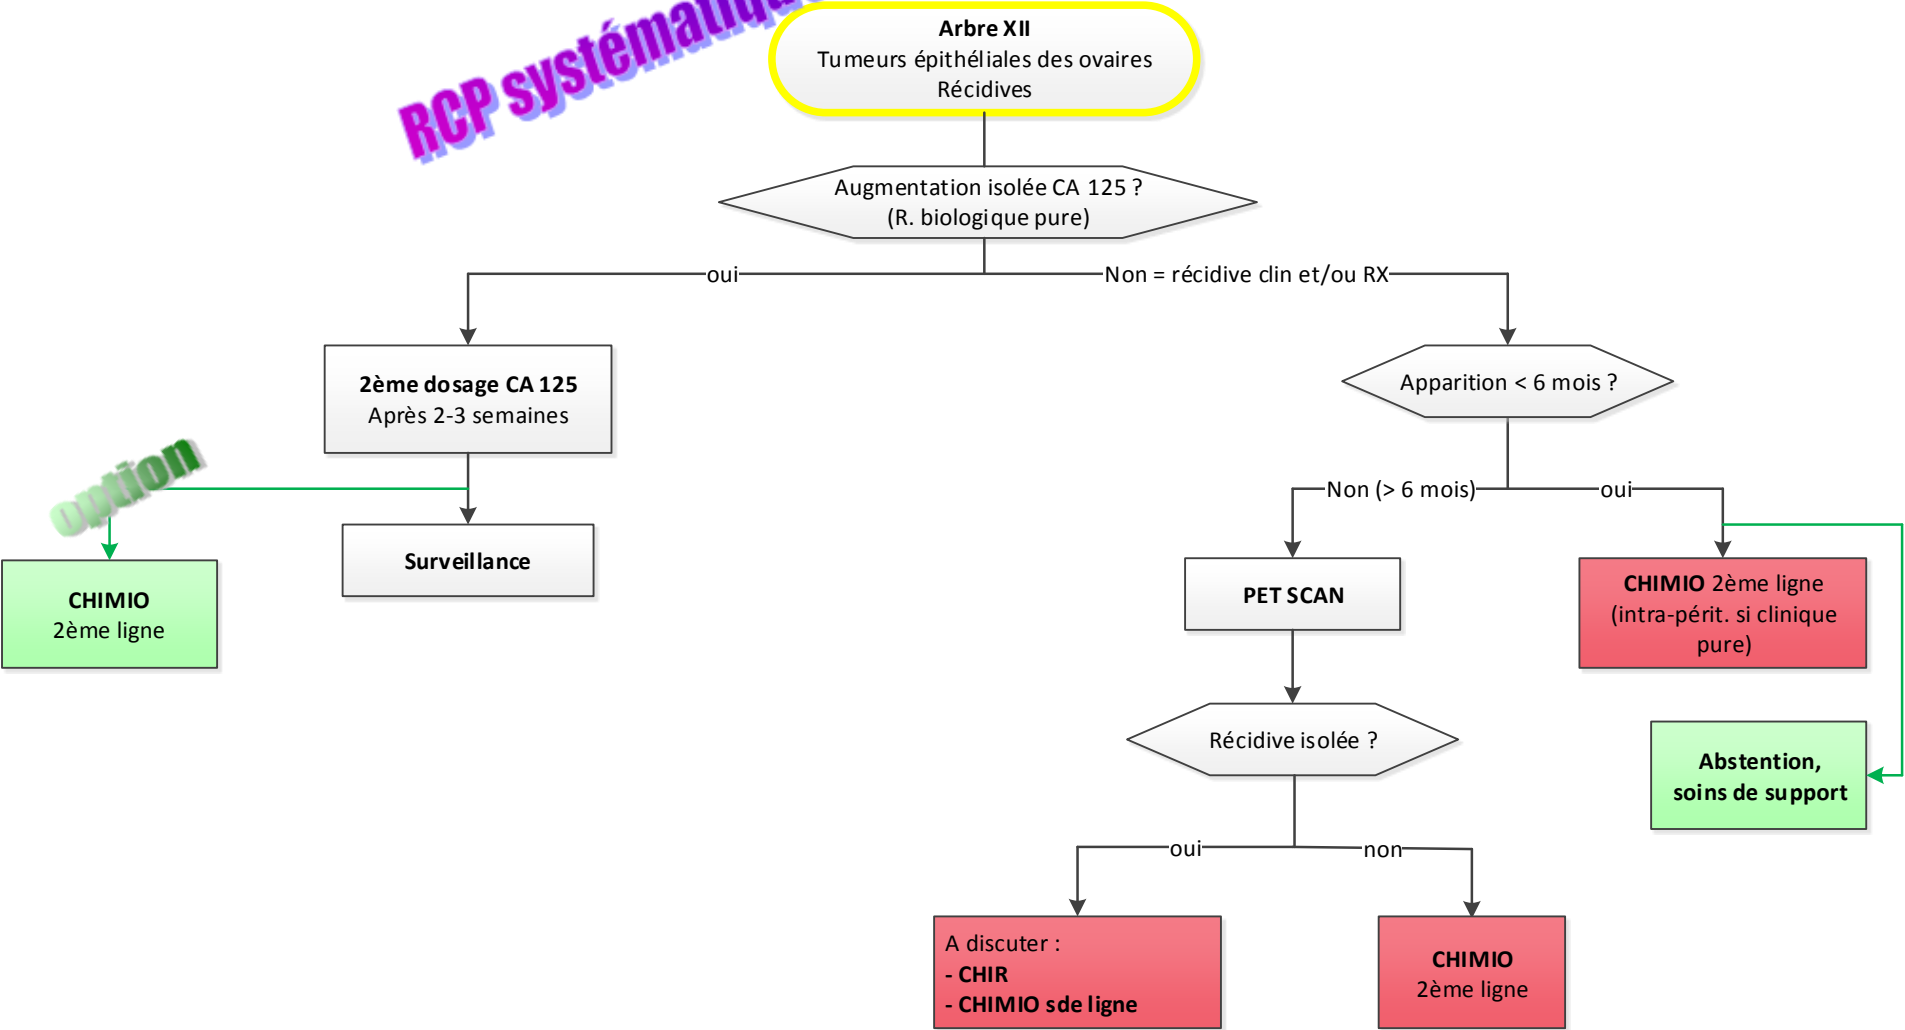 RCP systématique
Arbre XII
Tumeurs épithéliales des ovaires
Récidives
Augmentation isolée CA 125 ?
(R. biologique pure)
oui
Non = récidive clin et/ou RX
2ème dosage CA 125
Après 2-3 semaines
Apparition < 6 mois ?
option
Non (> 6 mois)
oui
Surveillance
CHIMIO
2ème ligne
PET SCAN
CHIMIO 2ème ligne
(intra-périt. si clinique
pure)
Récidive isolée ?
Abstention,
soins de support
oui
non
A discuter :
- CHIR
- CHIMIO sde ligne
CHIMIO
2ème ligne